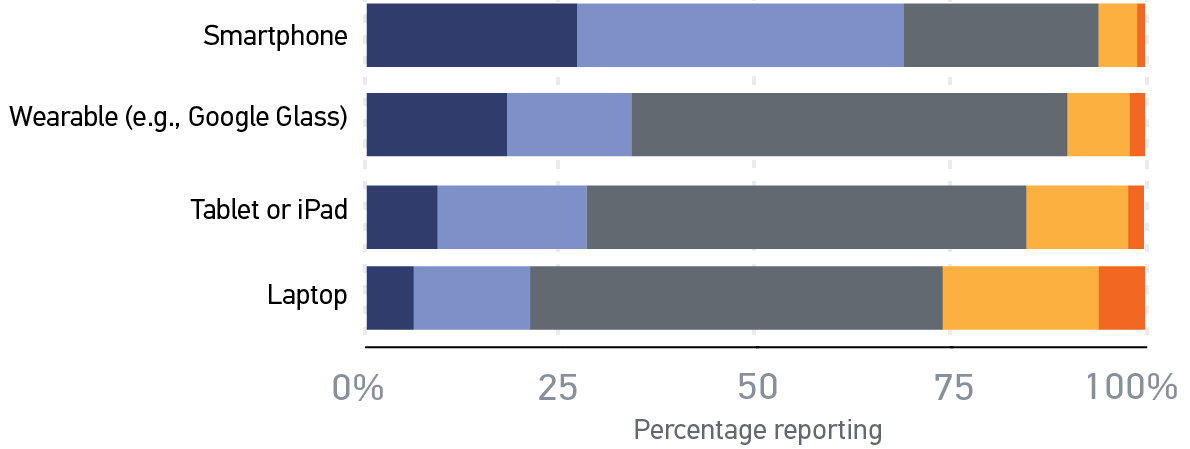 Smartphone
Wearable (e.g., Google Glass)
Tablet or iPad
Laptop
0% 25 50 75 100%
Percentage reporting